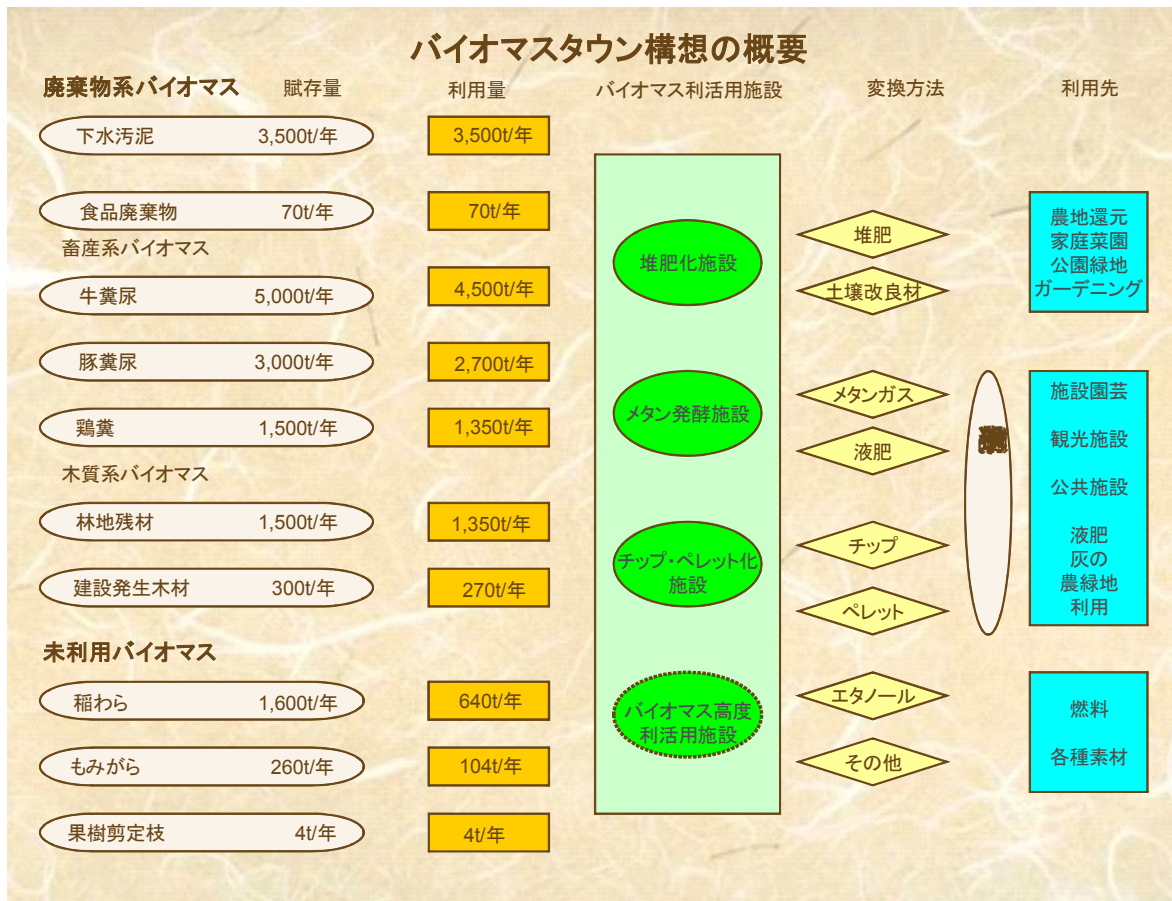 バイオマスタウン構想の概要
廃棄物系バイオマス 賦存量 利用量 バイオマス利活用施設 変換方法 利用先
下水汚泥 3,500t/年 3,500t/年
食品廃棄物 70t/年 70t/年
畜産系バイオマス
牛糞尿 5,000t/年 4,500t/年
豚糞尿 3,000t/年 2,700t/年
鶏糞 1,500t/年 1,350t/年
木質系バイオマス
林地残材 1,500t/年 1,350t/年
建設発生木材 300t/年 270t/年
未利用バイオマス
稲わら 1,600t/年 640t/年
もみがら 260t/年 104t/年
果樹剪定枝 4t/年 4t/年
堆肥化施設
メタン発酵施設
チップ・ペレット化
施設
バイオマス高度
利活用施設
堆肥
土壌改良材
メタンガス
液肥
チップ
ペレット
エタノール
その他
農地還元
家庭菜園
公園緑地
ガーデニング
施設園芸
観光施設
公共施設
液肥
灰の
農緑地
利用
燃料
各種素材